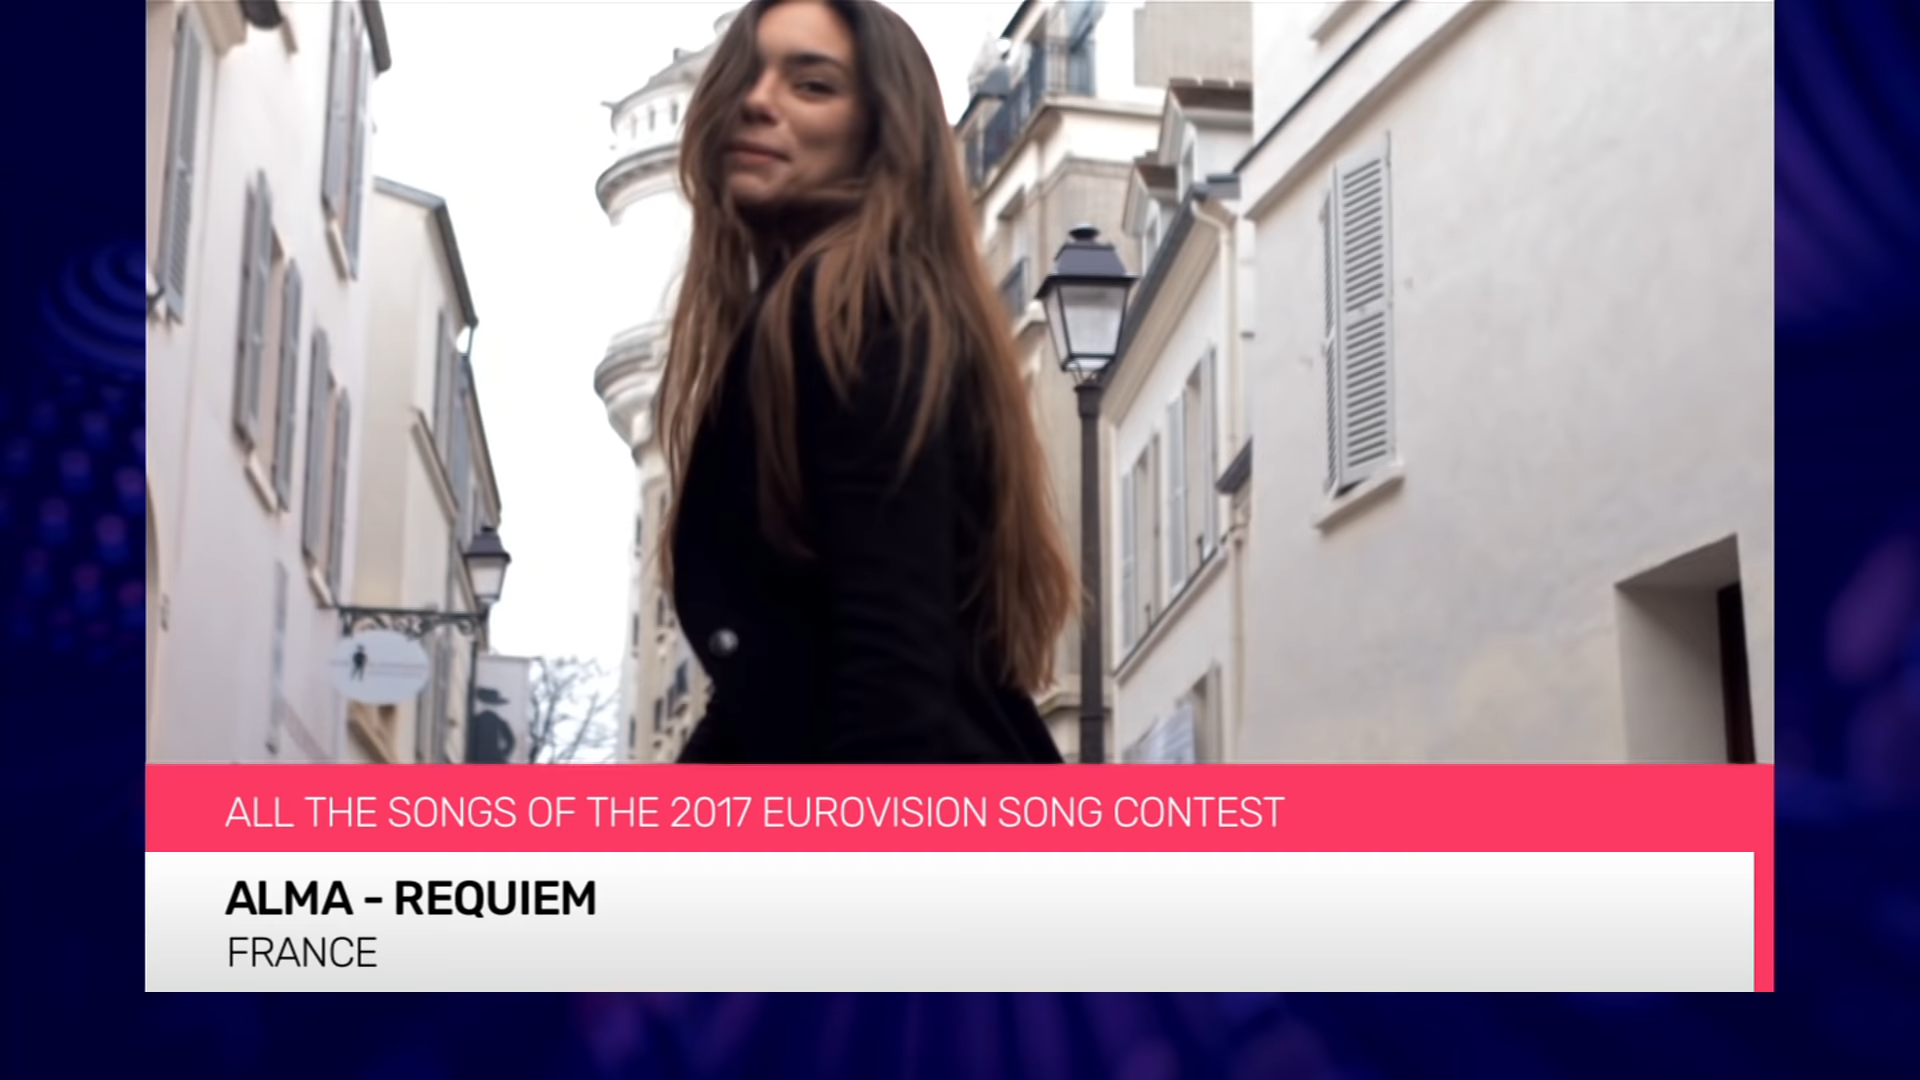 ALL THE SONGS OF THE 2017 EUROVISION SONG CONTEST
ALMA - REQUIEM
FRANCE